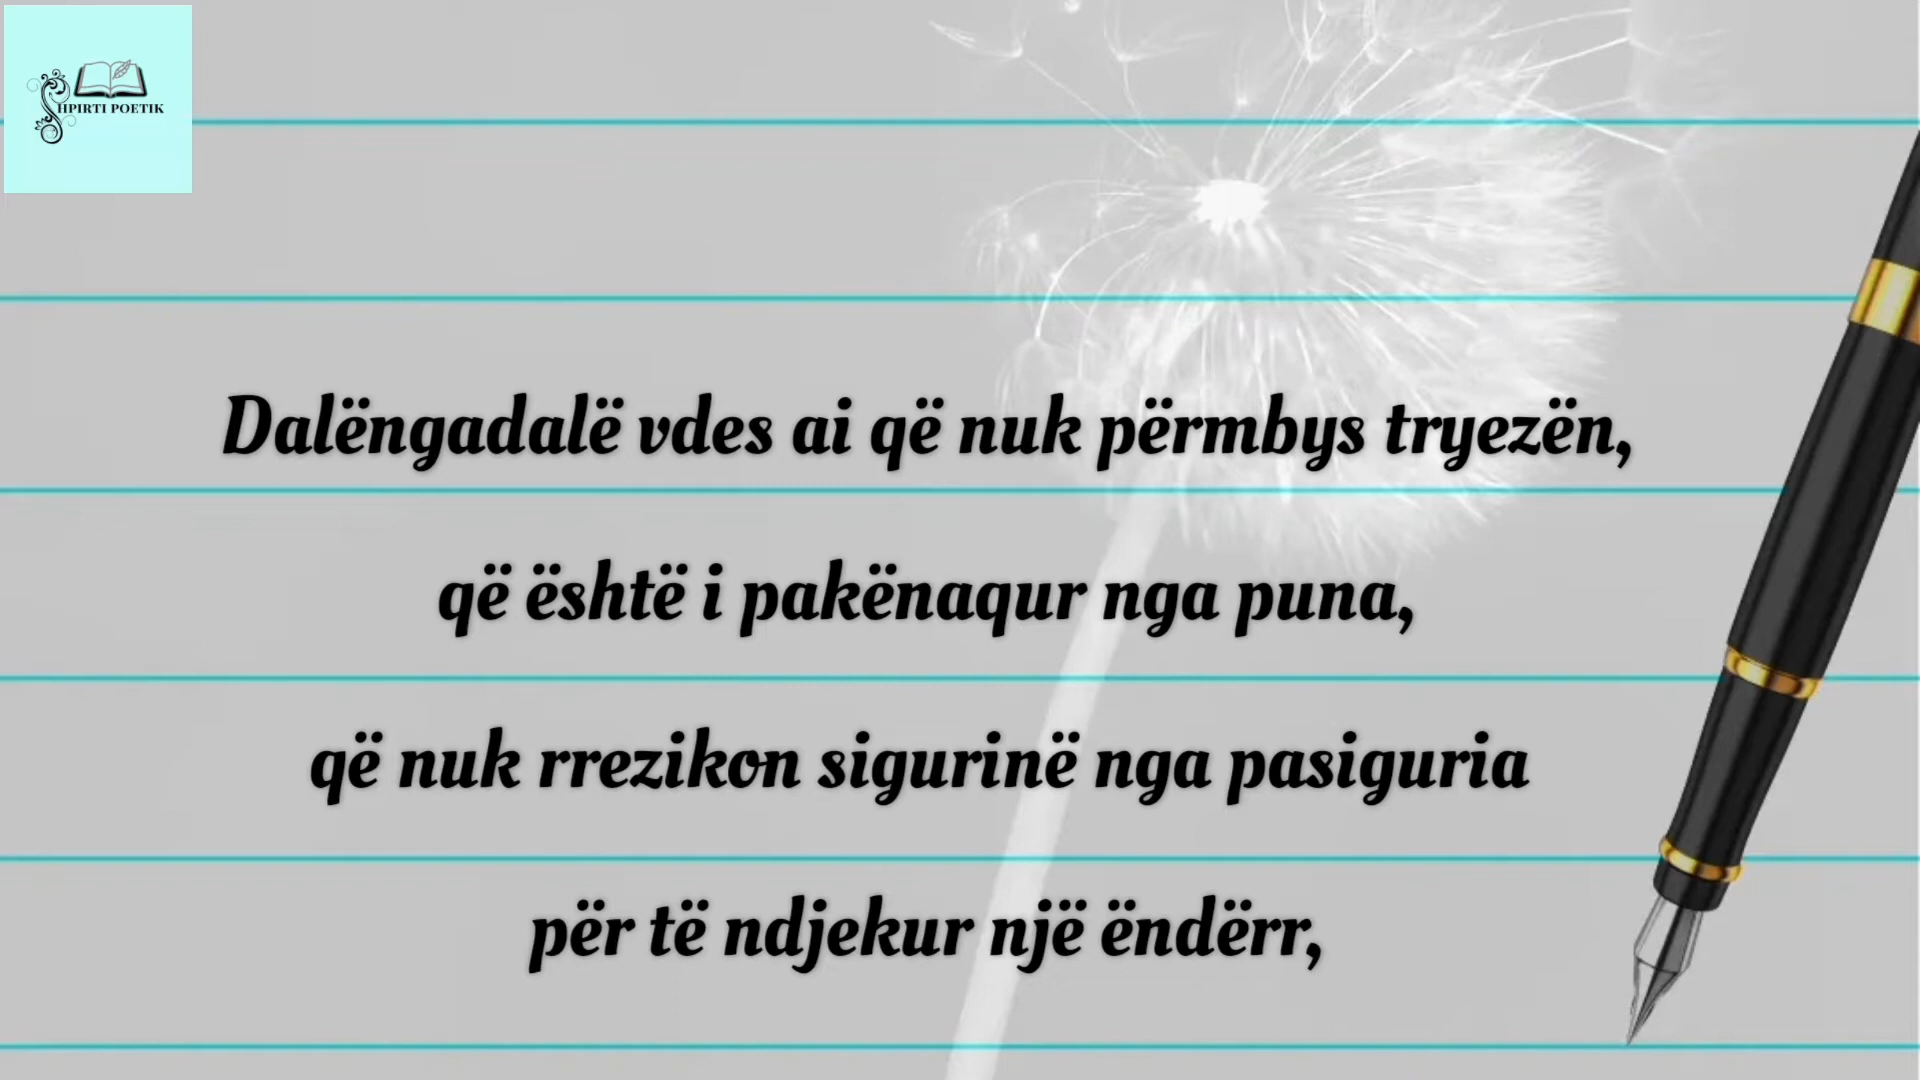 SHPIRTI POETIK
Dalëngadalë vdes ai që nuk përmbys tryezën,
që është i pakënaqur nga puna,
që nuk rrezikon sigurinë nga pasiguria
për të ndjekur një ëndërr,